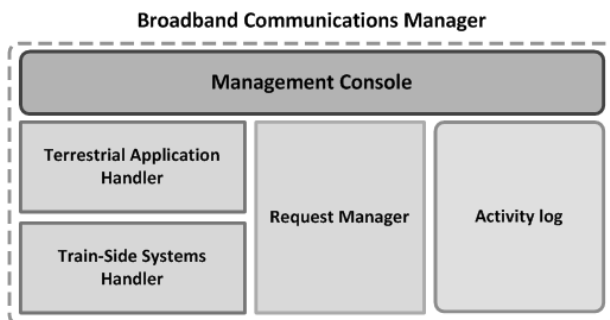 Broadband Communications Manager
Management Console
Terrestrial Application
Handler
Request Manager
Activity log
Train-Side Systems
Handler